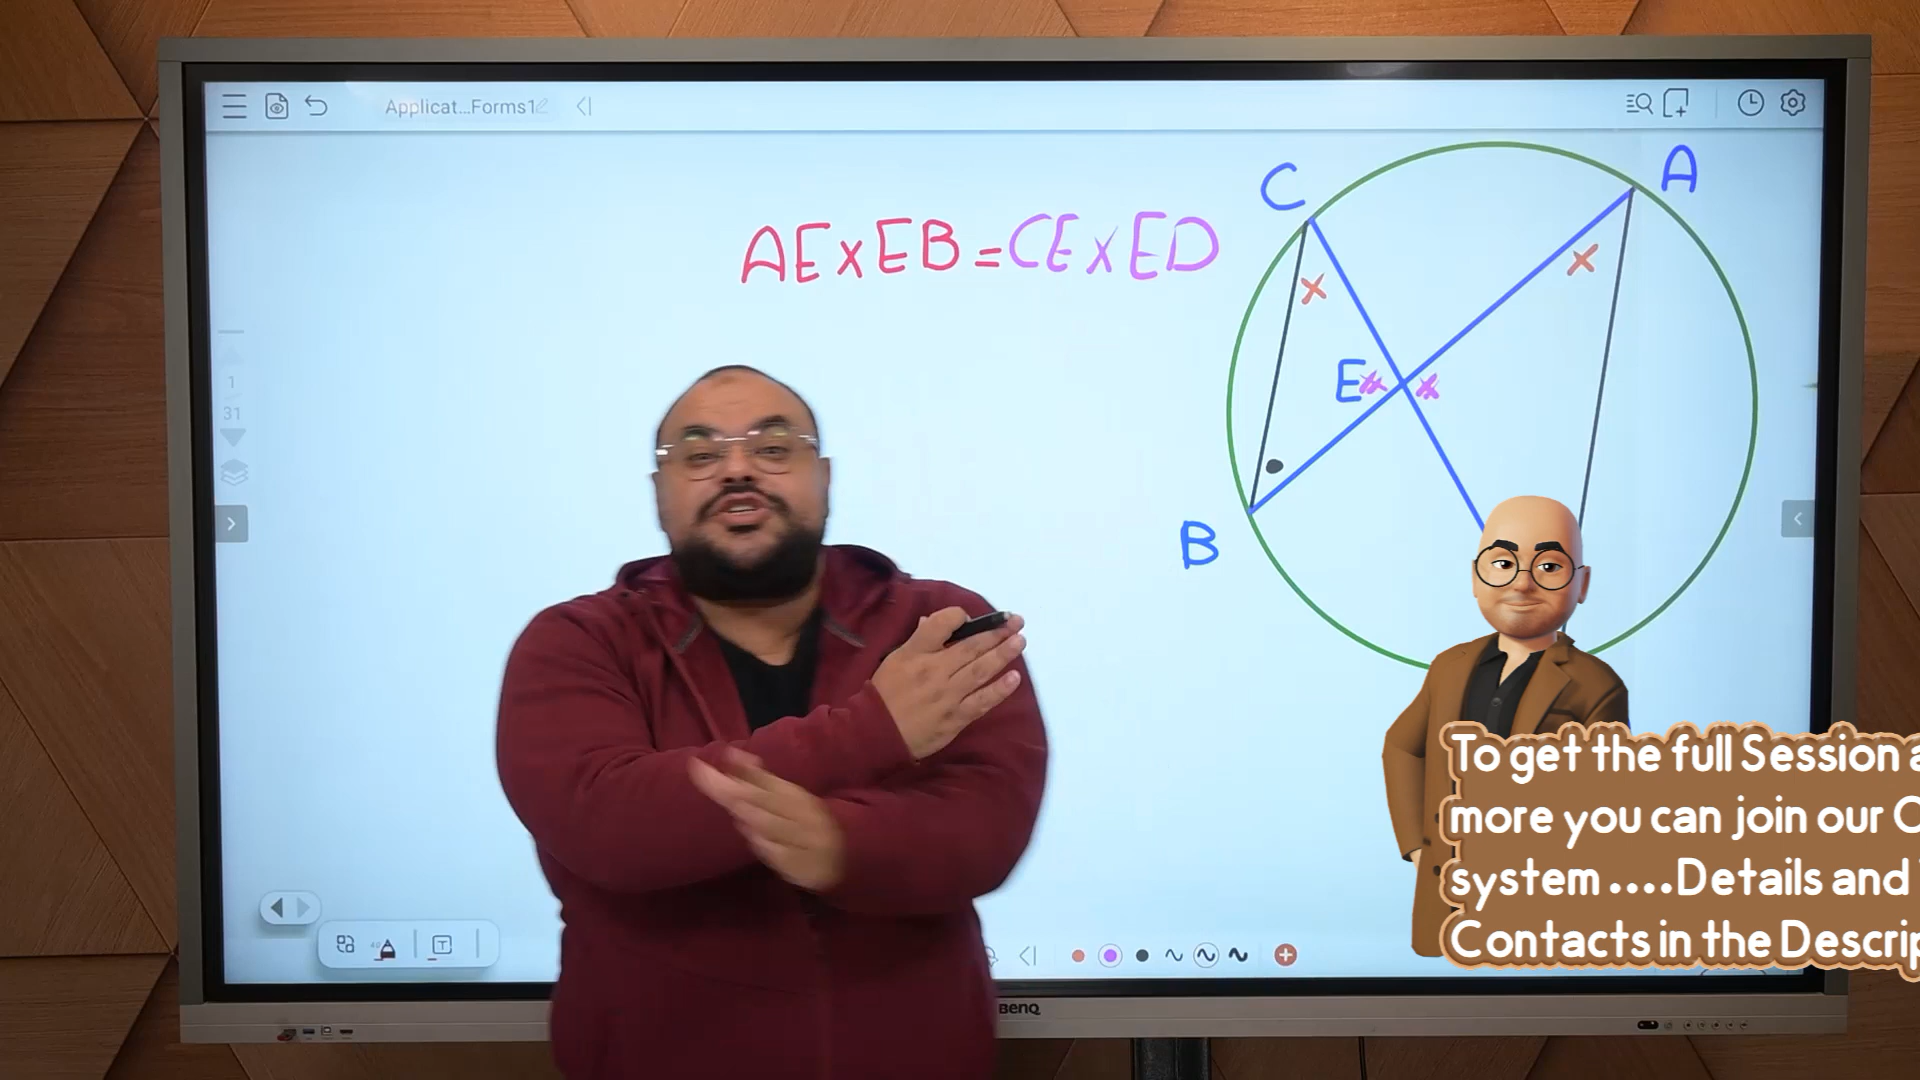 Applicat...Forms1
C
A
AE×EB=CE×ED
×
×
E
B
1
31
To get the full Session a
more you can join our O
system ....Details and
Contacts in the Descrip
T
BENQ